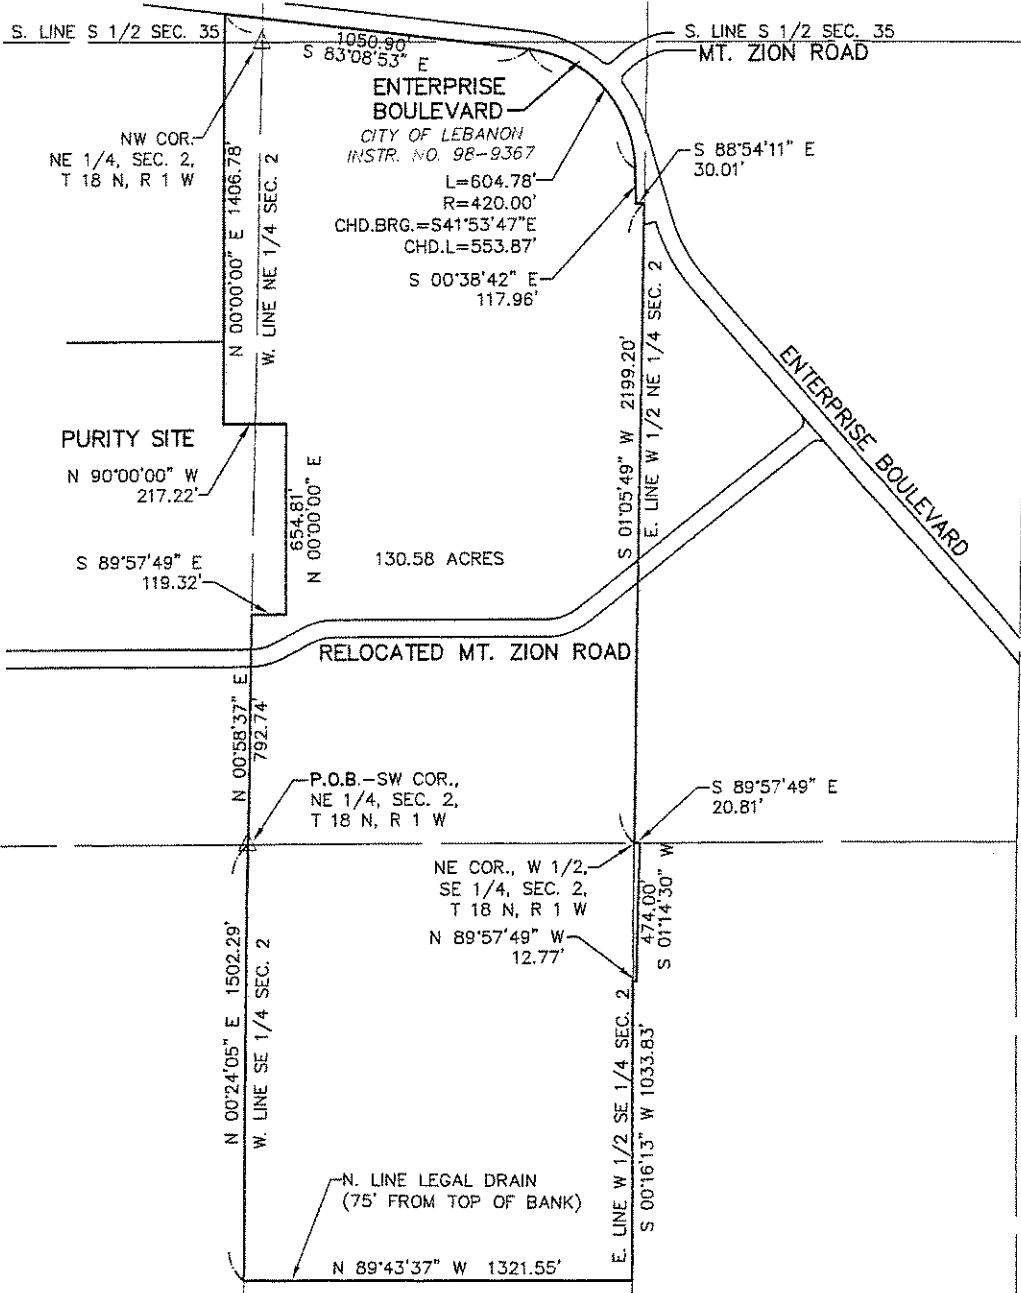 S. LINE S 1/2 SEC. 35
1050.90'
S 83°08'53" E
S. LINE S 1/2 SEC. 35
MT. ZION ROAD
ENTERPRISE
BOULEVARD
CITY OF LEBANON
INSTR. NO. 98-9367
NW COR.
NE 1/4, SEC. 2,
T 18 N, R 1 W
N 00°00'00" E 1406.78'
W. LINE NE 1/4 SEC. 2
L=604.78'
R=420.00'
CHD.BRG.=S41°53'47"E
CHD.L=553.87'
S 88°54'11" E
30.01'
S 00°38'42" E
117.96'
S 01°05'49" W 2199.20'
E. LINE W 1/2 NE 1/4 SEC. 2
ENTERPRISE BOULEVARD
PURITY SITE
N 90°00'00" W
217.22'
654.81'
N 00°00'00" E
S 89°57'49" E
119.32'
130.58 ACRES
RELOCATED MT. ZION ROAD
N 00°58'37" E
792.74'
P.O.B.-SW COR.,
NE 1/4, SEC. 2,
T 18 N, R 1 W
S 89°57'49" E
20.81'
NE COR., W 1/2,
SE 1/4, SEC. 2,
T 18 N, R 1 W
474.00'
S 01°14'30" W
N 89°57'49" W
12.77'
N 00°24'05" E 1502.29'
W. LINE SE 1/4 SEC. 2
E. LINE W 1/2 SE 1/4 SEC. 2
S 00°16'13" W 1033.83'
N. LINE LEGAL DRAIN
(75' FROM TOP OF BANK)
N 89°43'37" W 1321.55'